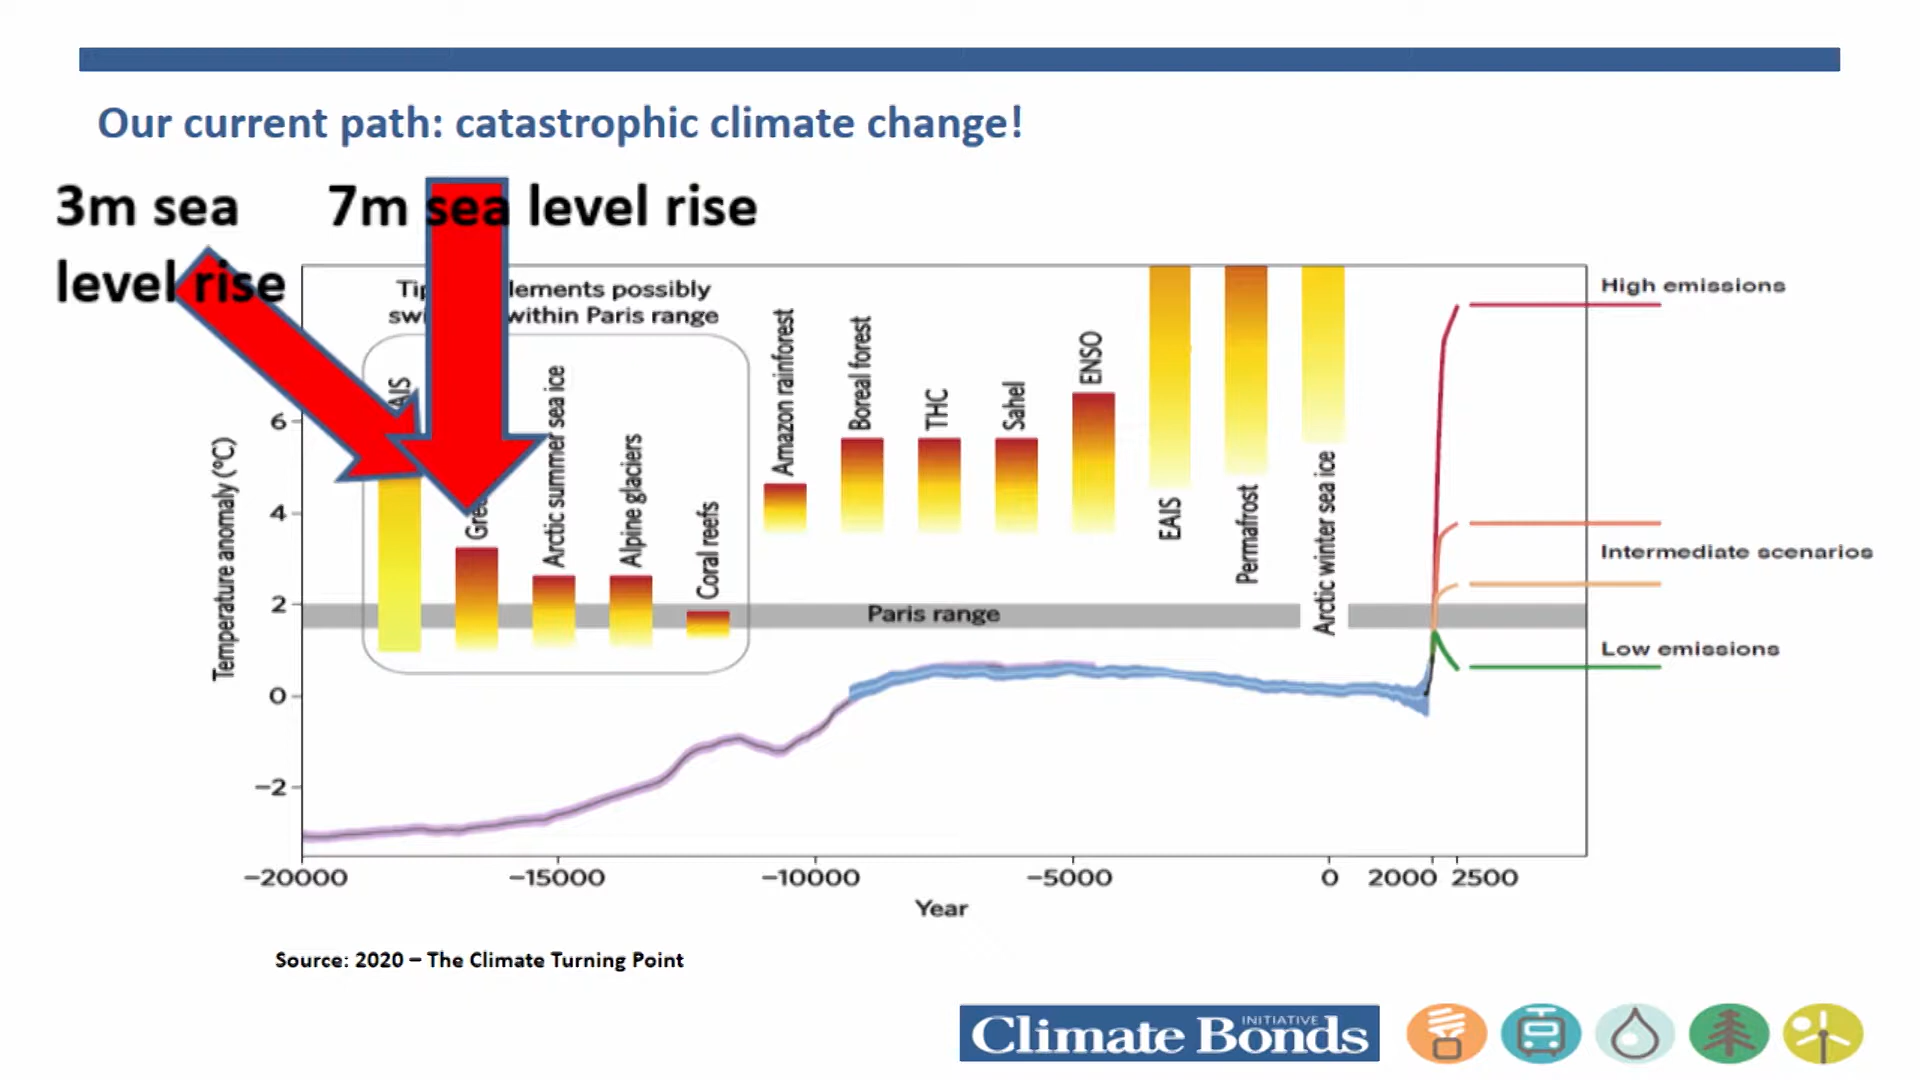 Our current path: catastrophic climate change!
3m sea
level rise
7m sea level rise
lements possibly
within Paris range
Arctic summer sea ice
Alpine glaciers
Coral reefs
Amazon rainforest
Boreal forest
THC
Sahel
ENSO
EAIS
Permafrost
Arctic winter sea ice
High emissions
Intermediate scenarios
Low emissions
Paris range
Temperature anomaly (°C)
6
4
2
0
−2
−20000
−15000
−10000
−5000
0
2000
2500
Year
Source: 2020 – The Climate Turning Point
Climate Bonds
INITIATIVE